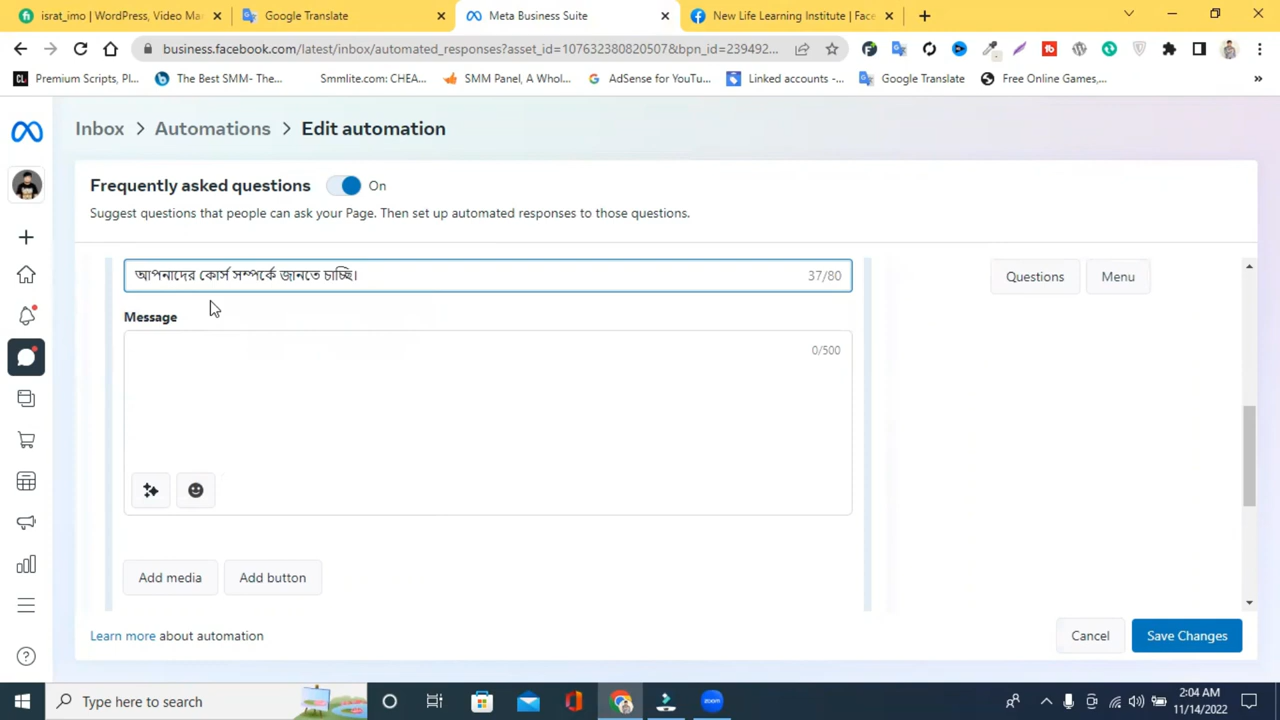 israt_imo | WordPress, Video Mar
Google Translate
Meta Business Suite
New Life Learning Institute | Face
business.facebook.com/latest/inbox/automated_responses?asset_id=107632380820507&bpn_id=239492...
Premium Scripts, Pl...
The Best SMM- The...
Smmlite.com: CHEA...
SMM Panel, A Whol...
AdSense for YouTu...
Linked accounts -...
Google Translate
Free Online Games,...
Inbox > Automations > Edit automation
Frequently asked questions
On
Suggest questions that people can ask your Page. Then set up automated responses to those questions.
আপনাদের কোর্স সম্পর্কে জানতে চাচ্ছি।
37/80
Questions
Menu
Message
0/500
Add media
Add button
Learn more about automation
Cancel
Save Changes
Type here to search
zoom
2:04 AM
11/14/2022